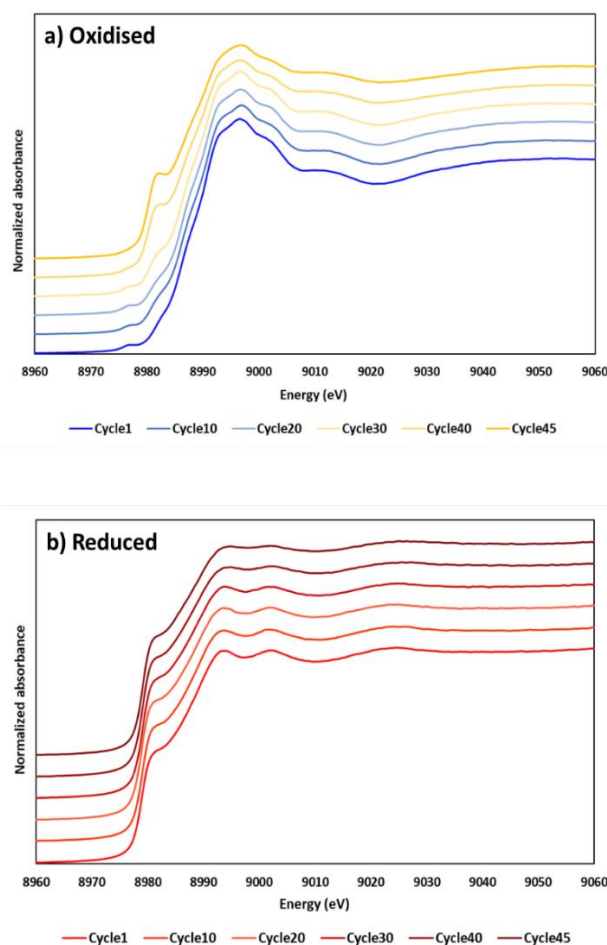 a) Oxidised
Normalized absorbance
8960 8970 8980 8990 9000 9010 9020 9030 9040 9050 9060
Energy (eV)
Cycle1 Cycle10 Cycle20 Cycle30 Cycle40 Cycle45
b) Reduced
Normalized absorbance
8960 8970 8980 8990 9000 9010 9020 9030 9040 9050 9060
Energy (eV)
Cycle1 Cycle10 Cycle20 Cycle30 Cycle40 Cycle45